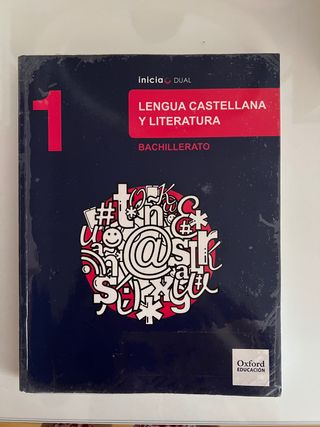 inicia DUAL
1
LENGUA CASTELLANA
Y LITERATURA
BACHILLERATO
Oxford
EDUCACIÓN